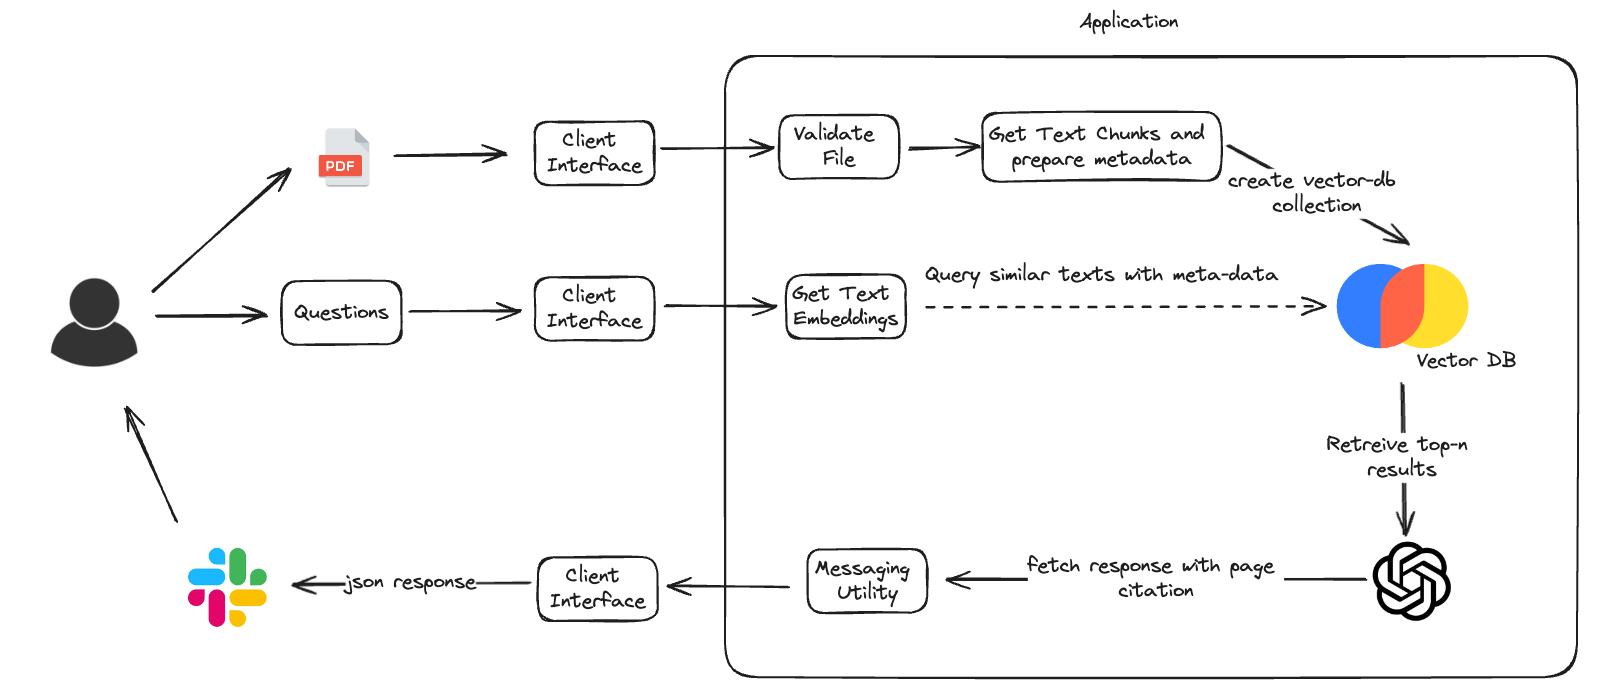 Application
PDF
Client
Interface
Validate
File
Get Text Chunks and
prepare metadata
create vector-db
collection
Questions
Client
Interface
Get Text
Embeddings
Query similar texts with meta-data
Vector DB
Retreive top-n
results
json response
Client
Interface
Messaging
Utility
fetch response with page
citation